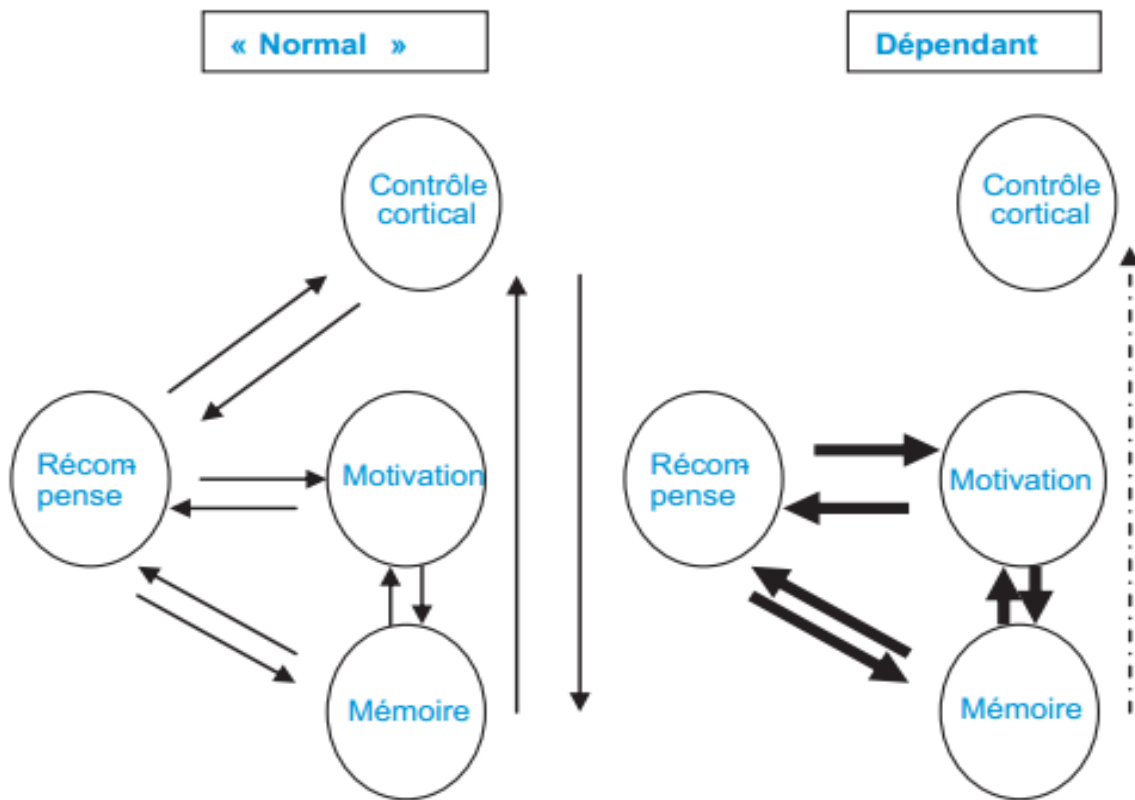 « Normal »
Dépendant
Contrôle
cortical
Contrôle
cortical
Récom-
pense
Motivation
Récom-
pense
Motivation
Mémoire
Mémoire